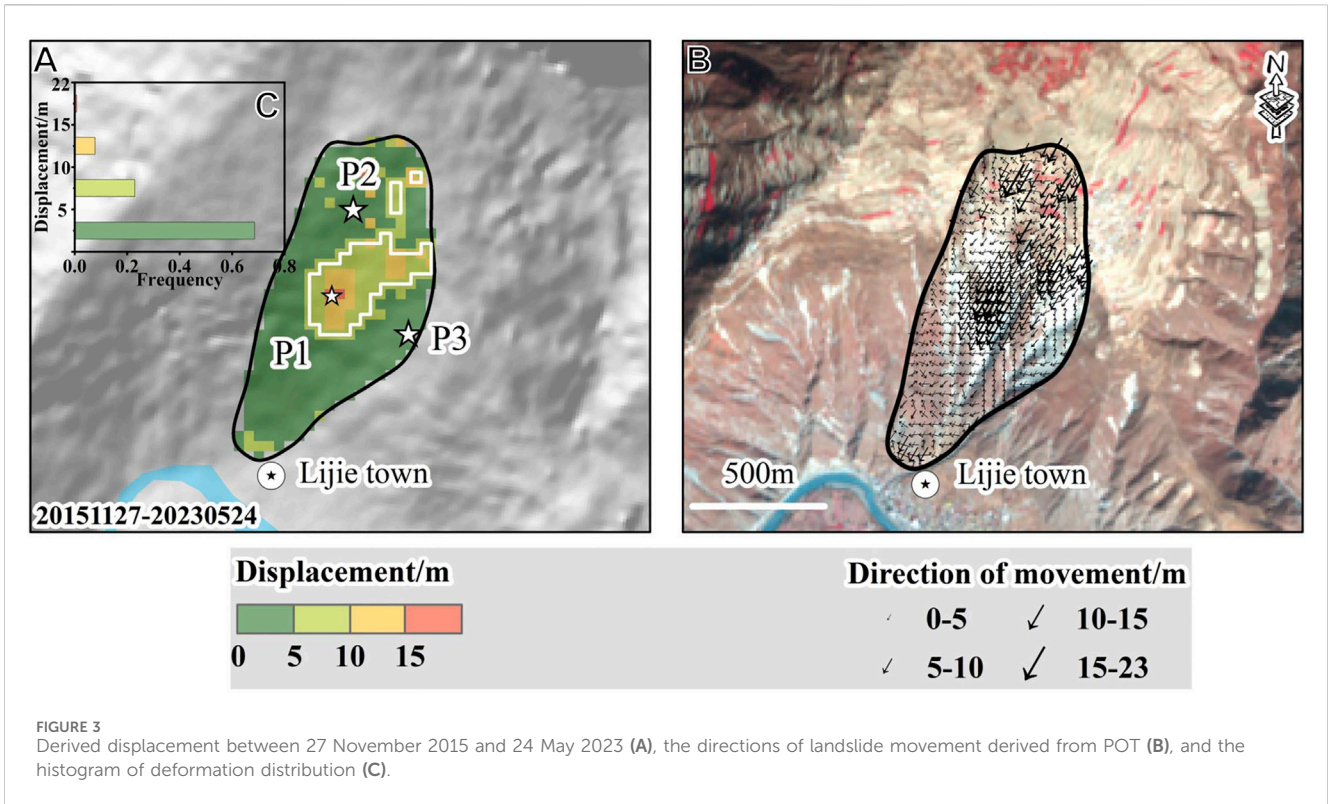 A
22
15
10
5
Displacement/m
C
0.0 0.2 0.4 0.6 0.8
Frequency
P2
P1
P3
Lijie town
20151127-20230524
B
N
500m
Lijie town
Displacement/m
0 5 10 15
Direction of movement/m
0-5 10-15
5-10 15-23
FIGURE 3
Derived displacement between 27 November 2015 and 24 May 2023 (A), the directions of landslide movement derived from POT (B), and the
histogram of deformation distribution (C).